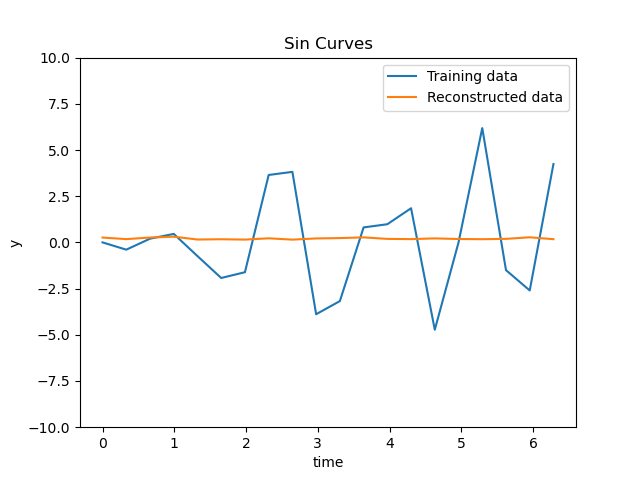 Sin Curves
Training data
Reconstructed data
y
10.0
7.5
5.0
2.5
0.0
−2.5
−5.0
−7.5
−10.0
0 1 2 3 4 5 6
time